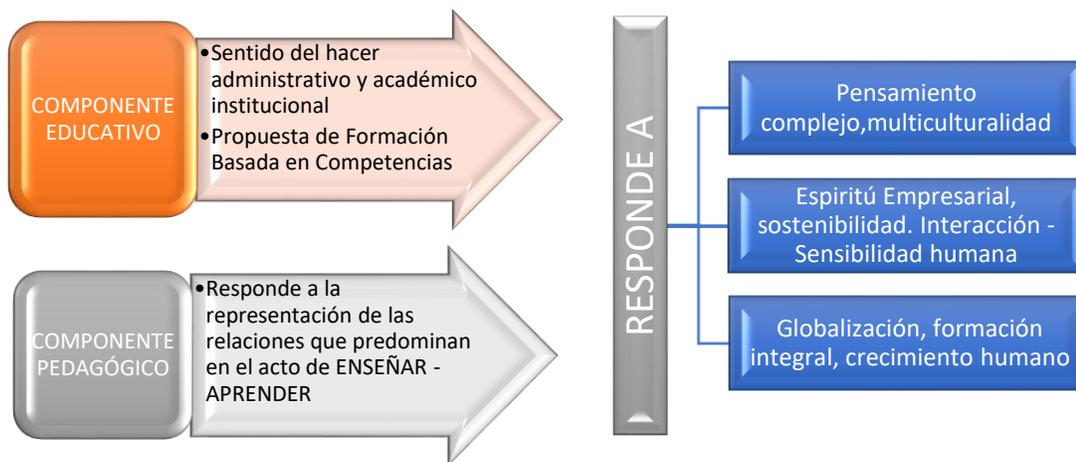 COMPONENTE
EDUCATIVO
•Sentido del hacer
administrativo y académico
institucional
•Propuesta de Formación
Basada en Competencias
COMPONENTE
PEDAGÓGICO
•Responde a la
representación de las
relaciones que predominan
en el acto de ENSEÑAR -
APRENDER
RESPONDE A
Pensamiento
complejo,multiculturalidad
Espiritú Empresarial,
sostenibilidad. Interacción -
Sensibilidad humana
Globalización, formación
integral, crecimiento humano